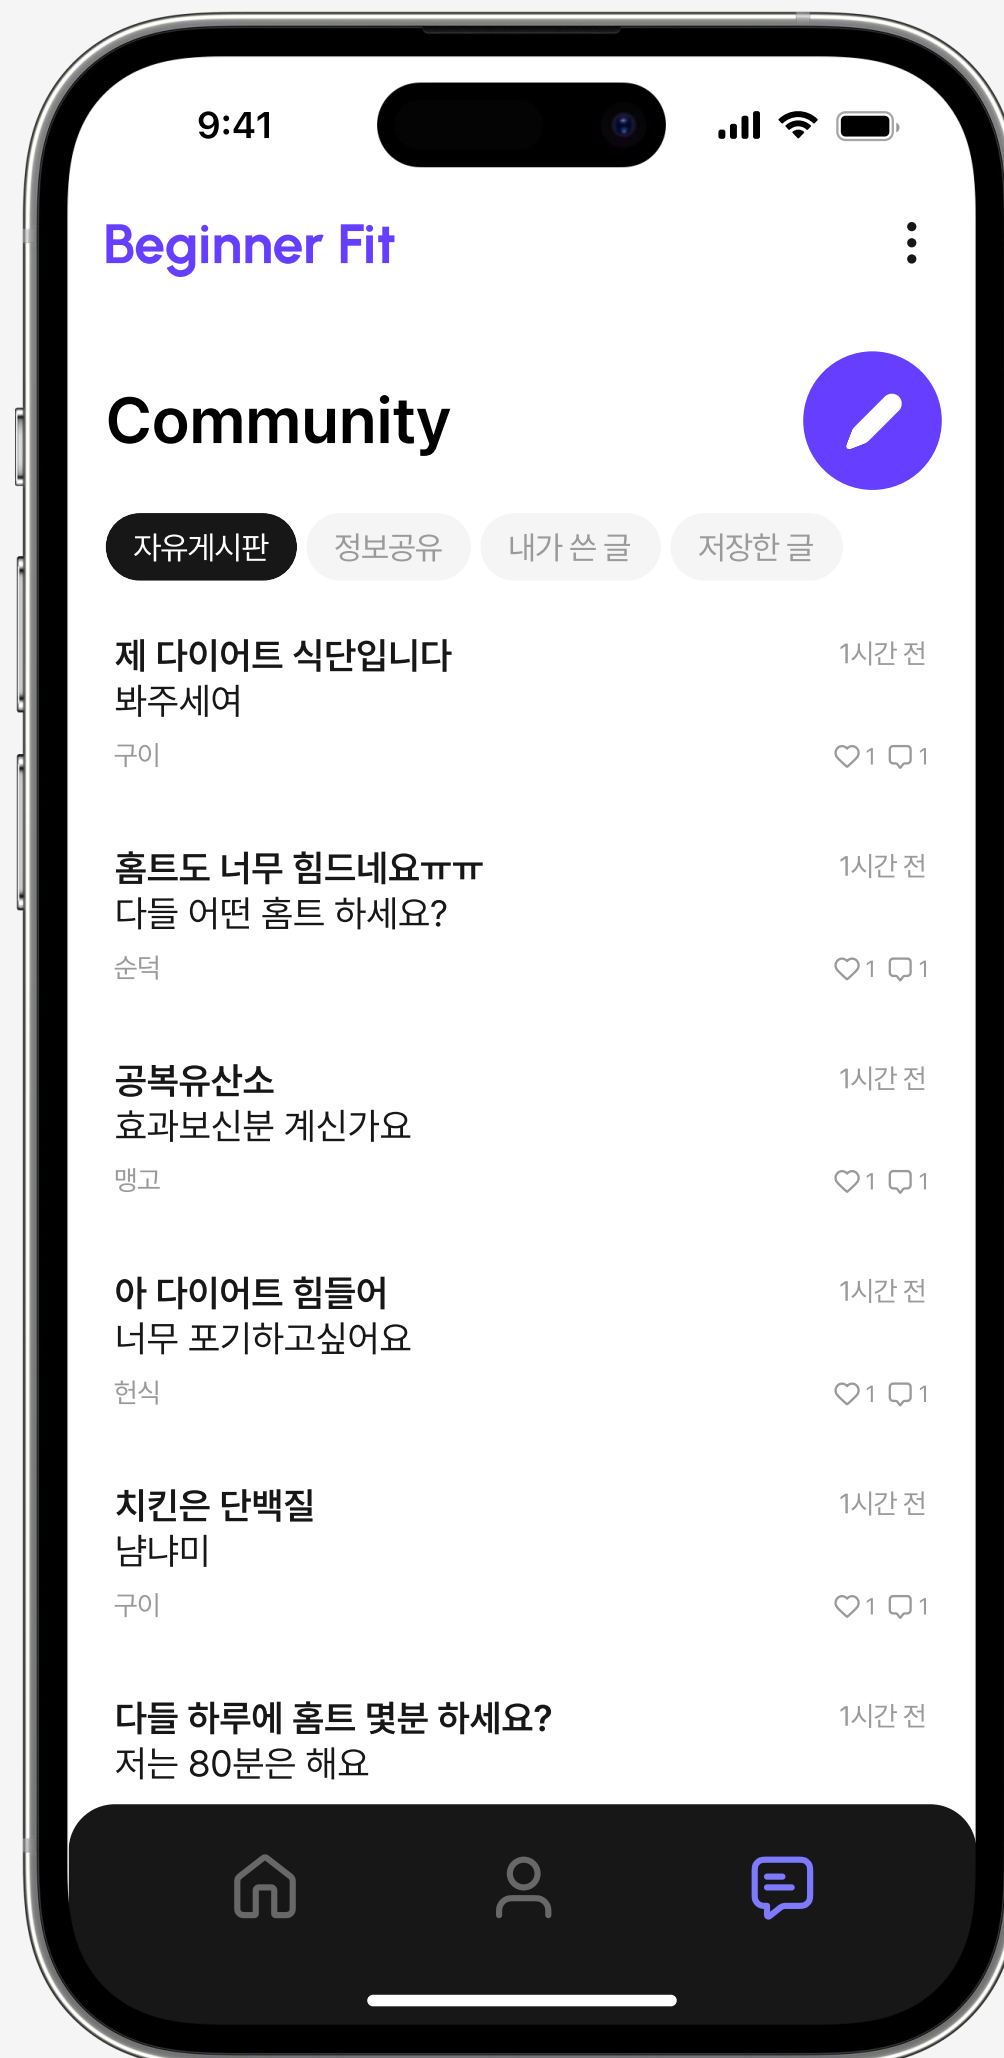 9:41
Beginner Fit
Community
자유게시판 정보공유 내가 쓴 글 저장한 글
제 다이어트 식단입니다 1시간 전
봐주세여
구이 1 1
홈트도 너무 힘드네요ㅠㅠ 1시간 전
다들 어떤 홈트 하세요?
순덕 1 1
공복유산소 1시간 전
효과보신분 계신가요
맹고 1 1
아 다이어트 힘들어 1시간 전
너무 포기하고싶어요
헌식 1 1
치킨은 단백질 1시간 전
냠냐미
구이 1 1
다들 하루에 홈트 몇분 하세요? 1시간 전
저는 80분은 해요